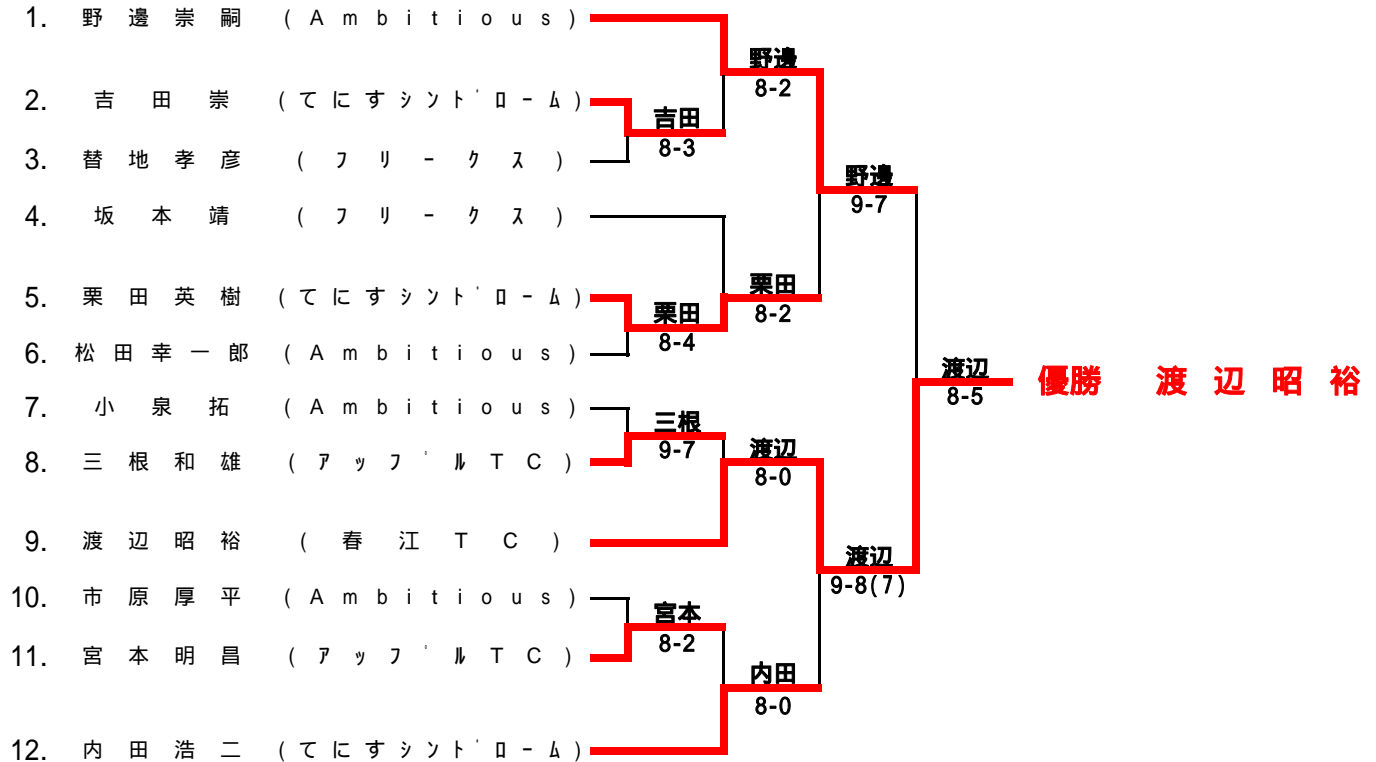 1. 野邊崇嗣 (Ambitious)
野邊
8-2
2. 吉田崇 (てにすシンドローム)
吉田
8-3
3. 替地孝彦 (フリークス)
野邊
9-7
4. 坂本靖 (フリークス)
栗田
8-2
5. 栗田英樹 (てにすシンドローム)
栗田
8-4
6. 松田幸一郎 (Ambitious)
渡辺
8-5
優勝 渡辺昭裕
7. 小泉拓 (Ambitious)
三根
9-7
渡辺
8-0
8. 三根和雄 (アップルTC)
9. 渡辺昭裕 (春江TC)
渡辺
9-8(7)
10. 市原厚平 (Ambitious)
宮本
8-2
11. 宮本明昌 (アップルTC)
内田
8-0
12. 内田浩二 (てにすシンドローム)